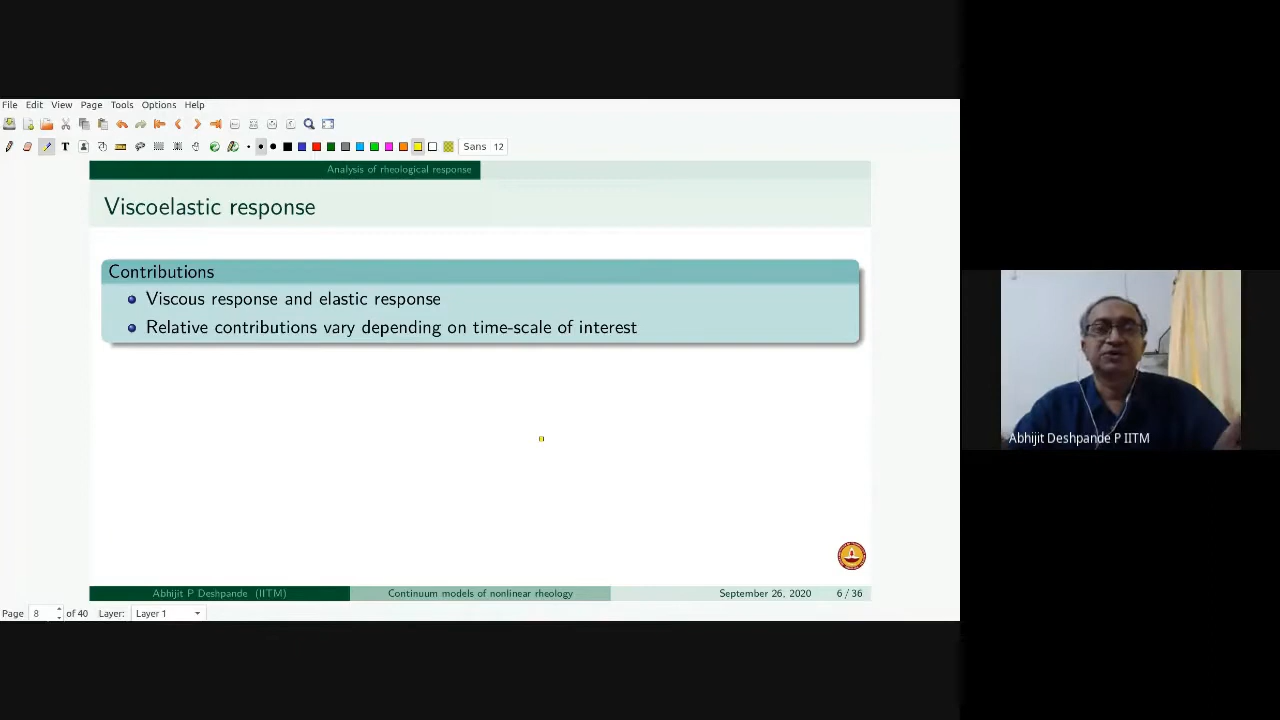 File Edit View Page Tools Options Help
Sans 12
Analysis of rheological response
Viscoelastic response
Contributions
Viscous response and elastic response
Relative contributions vary depending on time-scale of interest
Abhijit Deshpande P IITM
Abhijit P Deshpande (IITM) Continuum models of nonlinear rheology September 26, 2020 6 / 36
Page 8 of 40 Layer: Layer 1